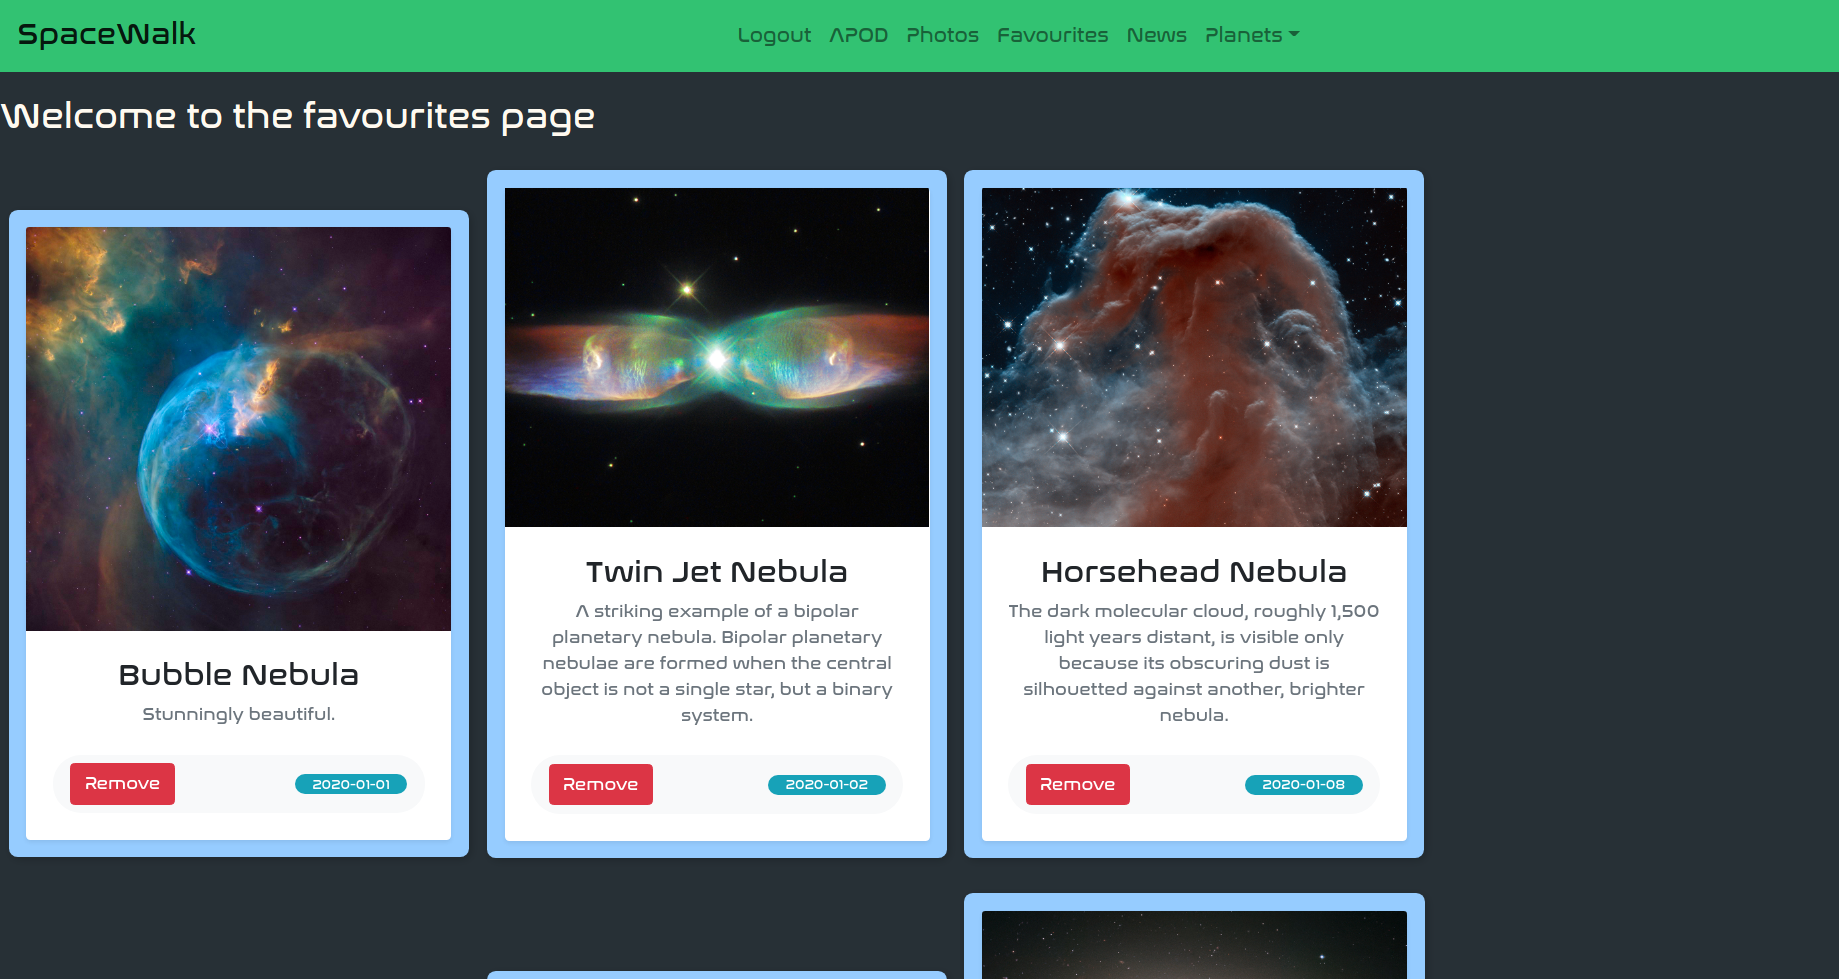 SpaceWalk
Logout APOD Photos Favourites News Planets
Welcome to the favourites page
Bubble Nebula
Stunningly beautiful.
Remove 2020-01-01
Twin Jet Nebula
A striking example of a bipolar
planetary nebula. Bipolar planetary
nebulae are formed when the central
object is not a single star, but a binary
system.
Remove 2020-01-02
Horsehead Nebula
The dark molecular cloud, roughly 1,500
light years distant, is visible only
because its obscuring dust is
silhouetted against another, brighter
nebula.
Remove 2020-01-08